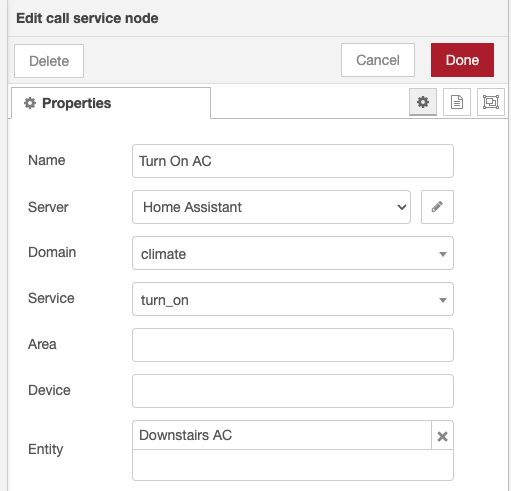 Edit call service node
Delete Cancel Done
Properties
Name Turn On AC
Server Home Assistant
Domain climate
Service turn_on
Area
Device
Entity Downstairs AC